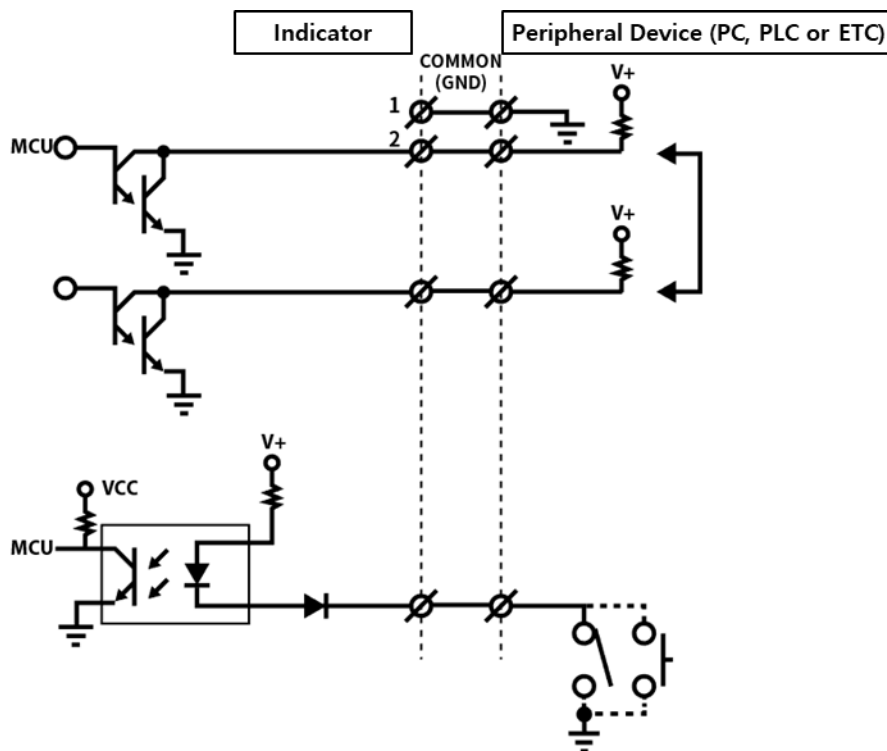 Indicator
Peripheral Device (PC, PLC or ETC)
COMMON
(GND)
V+
1
2
MCU
V+
V+
VCC
MCU